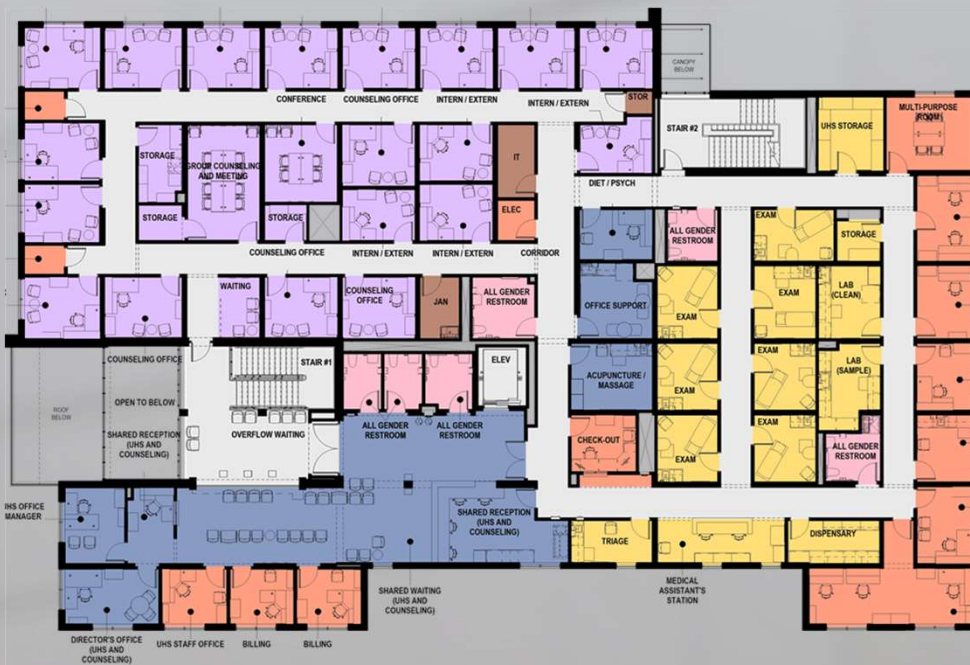 CANOPY
BELOW
CONFERENCE
COUNSELING OFFICE
INTERN / EXTERN
INTERN / EXTERN
STOR
STAIR #2
UHS STORAGE
MULTI-PURPOSE
(ROOM)
STORAGE
GROUP COUNSELING
AND MEETING
IT
DIET / PSYCH
STORAGE
STORAGE
ELEC
EXAM
ALL GENDER
RESTROOM
STORAGE
COUNSELING OFFICE
INTERN / EXTERN
INTERN / EXTERN
CORRIDOR
WAITING
COUNSELING
OFFICE
JAN
ALL GENDER
RESTROOM
OFFICE SUPPORT
EXAM
EXAM
LAB
(CLEAN)
COUNSELING OFFICE
STAIR #1
ELEV
ACUPUNCTURE /
MASSAGE
EXAM
EXAM
LAB
(SAMPLE)
ROOF
BELOW
OPEN TO BELOW
SHARED RECEPTION
(UHS AND
COUNSELING)
OVERFLOW WAITING
ALL GENDER
RESTROOM
ALL GENDER
RESTROOM
CHECK-OUT
EXAM
EXAM
ALL GENDER
RESTROOM
UHS OFFICE
MANAGER
SHARED RECEPTION
(UHS AND
COUNSELING)
TRIAGE
DISPENSARY
MEDICAL
ASSISTANT'S
STATION
SHARED WAITING
(UHS AND
COUNSELING)
DIRECTOR'S OFFICE
(UHS AND
COUNSELING)
UHS STAFF OFFICE
BILLING
BILLING